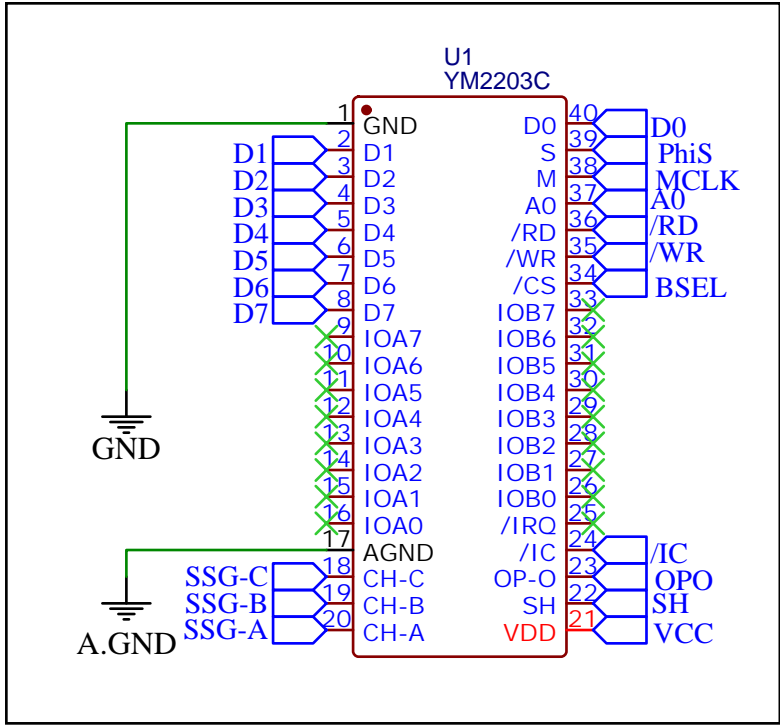 U1
YM2203C
1 GND D0 40 D0
D1 2 D1 S 39 PhiS
D2 3 D2 M 38 MCLK
D3 4 D3 A0 37 A0
D4 5 D4 /RD 36 /RD
D5 6 D5 /WR 35 /WR
D6 7 D6 /CS 34 BSEL
D7 8 D7 IOB7 33
9 IOA7 IOB6 32
10 IOA6 IOB5 31
11 IOA5 IOB4 30
12 IOA4 IOB3 29
GND
13 IOA3 IOB2 28
14 IOA2 IOB1 27
15 IOA1 IOB0 26
16 IOA0 /IRQ 25
17 AGND /IC 24 /IC
SSG-C 18 CH-C OP-O 23 OPO
SSG-B 19 CH-B SH 22 SH
SSG-A 20 CH-A VDD 21 VCC
A.GND